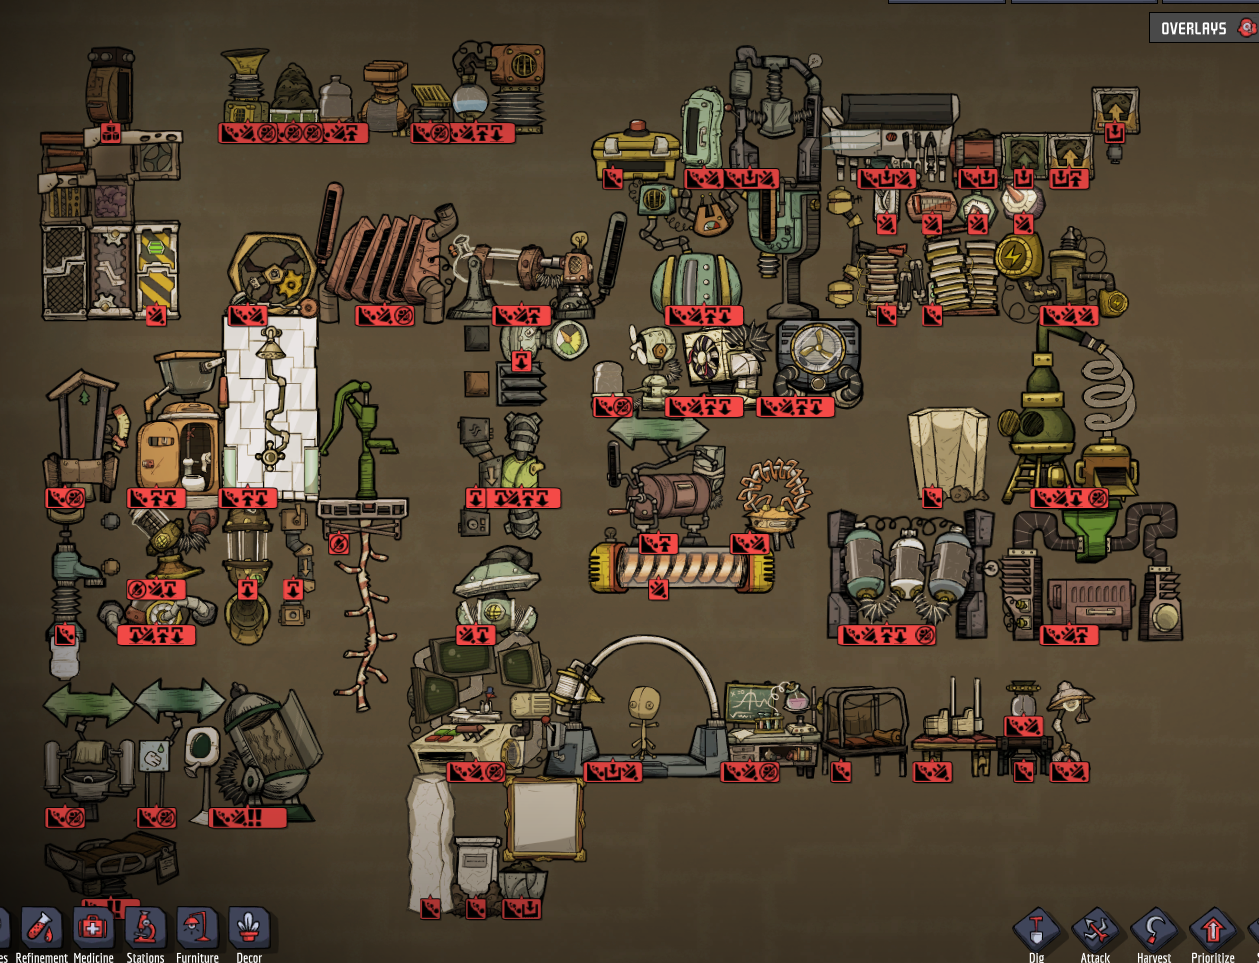 OVERLAYS
Refinement
Medicine
Stations
Furniture
Decor
Dig
Attack
Harvest
Prioritize